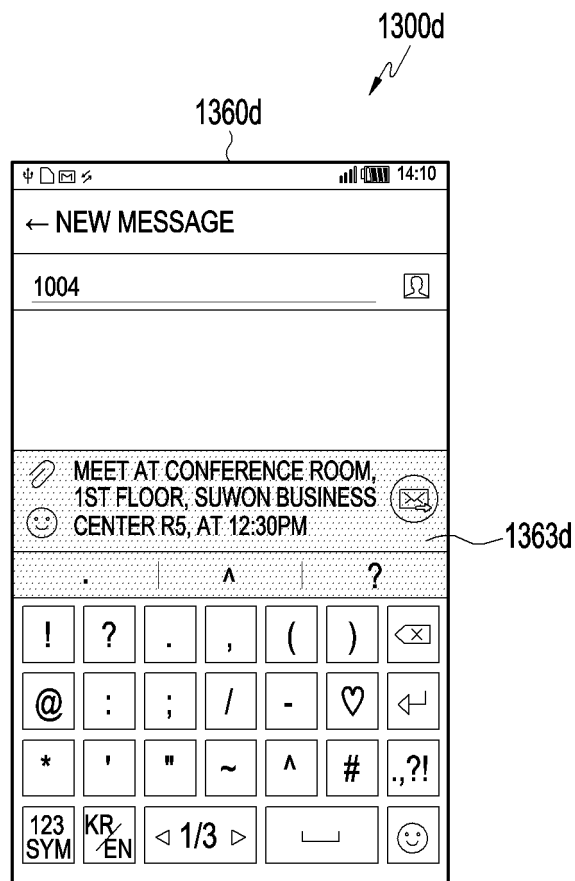 1300d
1360d
14:10
← NEW MESSAGE
1004
MEET AT CONFERENCE ROOM,
1ST FLOOR, SUWON BUSINESS
CENTER R5, AT 12:30PM
1363d
. ^ ?
! ? . , ( )
@ : ; / - ♡
* ' " ~ ^ # .,?!
123 SYM KR/EN ◁ 1/3 ▷